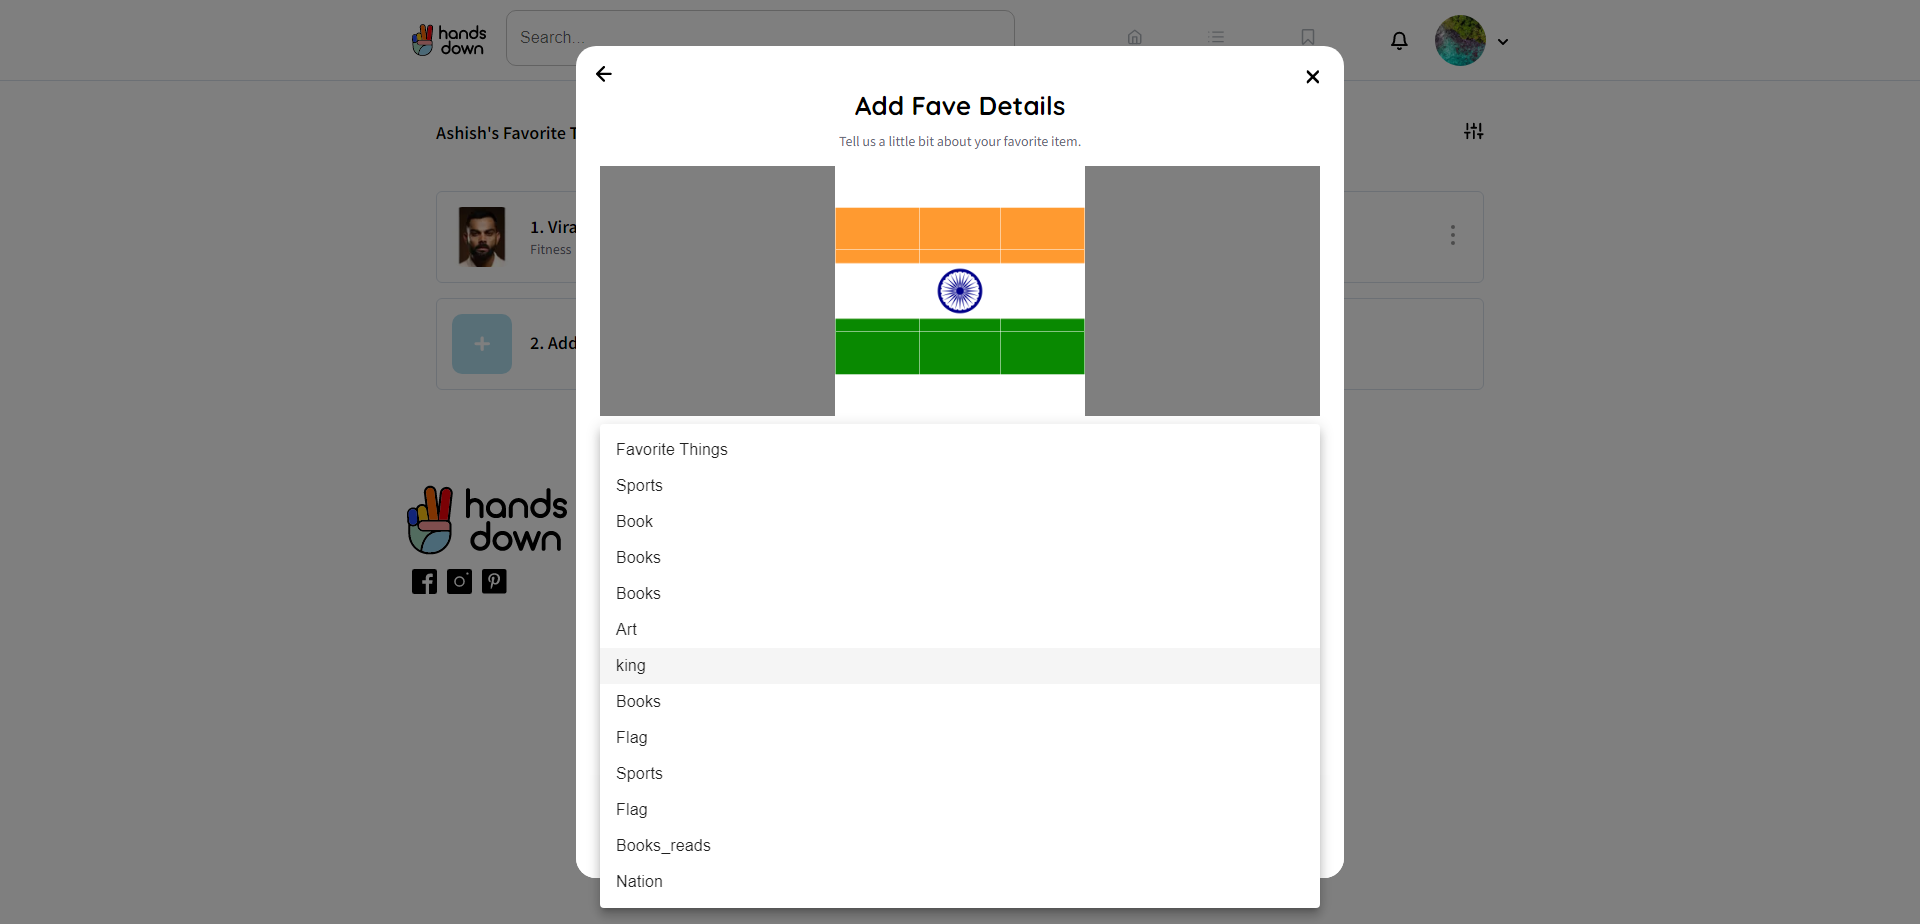 hands
down
Search...
Add Fave Details
Tell us a little bit about your favorite item.
Ashish's Favorite T
1. Vira
Fitness
2. Add
Favorite Things
Sports
Book
Books
Books
Art
king
Books
Flag
Sports
Flag
Books_reads
Nation
hands
down